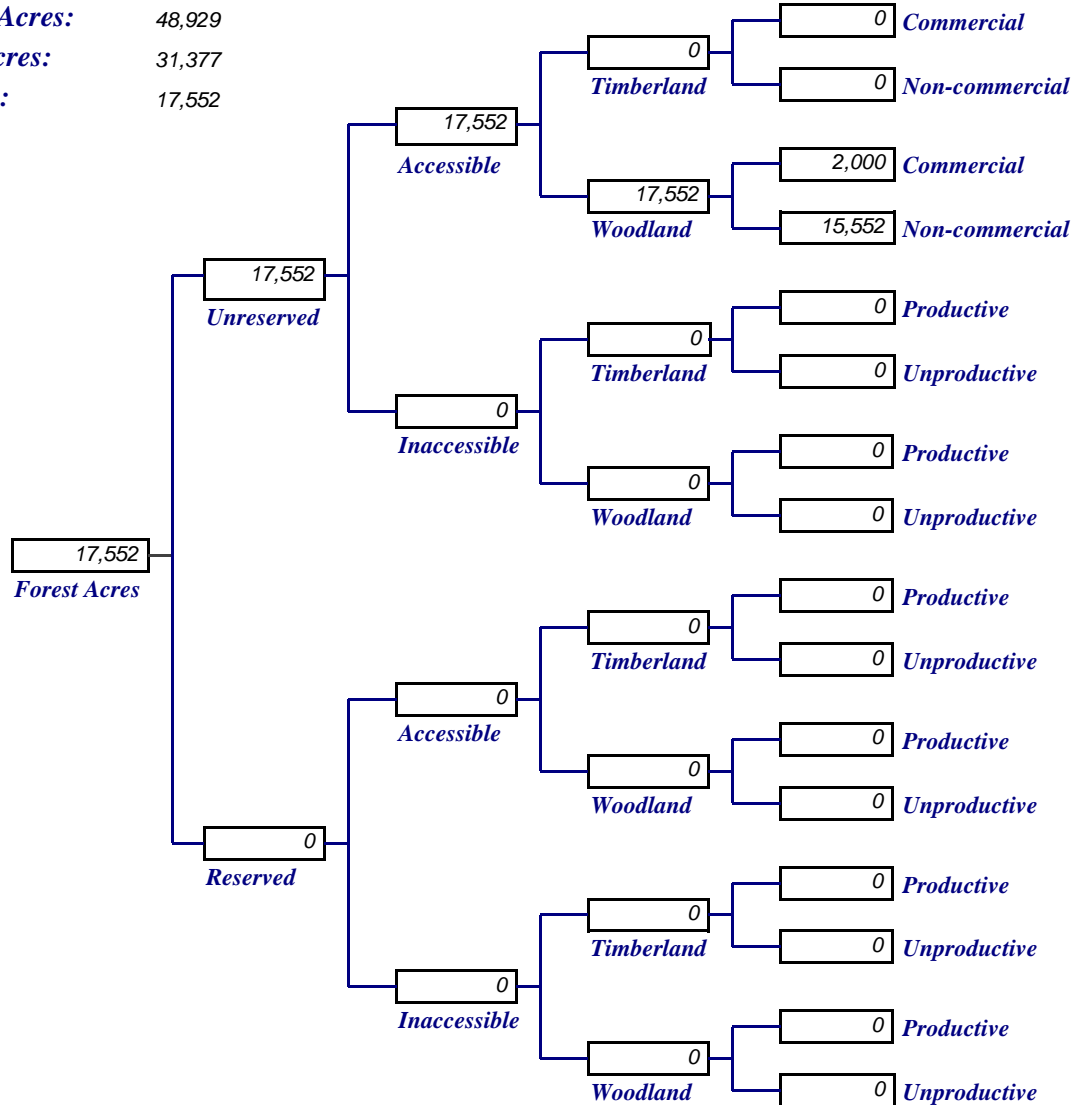 Acres: 48,929
cres: 31,377
: 17,552
0 Commercial
0 Timberland
0 Non-commercial
17,552 Accessible
2,000 Commercial
17,552 Woodland
15,552 Non-commercial
17,552 Unreserved
0 Productive
0 Timberland
0 Unproductive
0 Inaccessible
0 Productive
0 Woodland
0 Unproductive
17,552 Forest Acres
0 Productive
0 Timberland
0 Unproductive
0 Accessible
0 Productive
0 Woodland
0 Unproductive
0 Reserved
0 Productive
0 Timberland
0 Unproductive
0 Inaccessible
0 Productive
0 Woodland
0 Unproductive